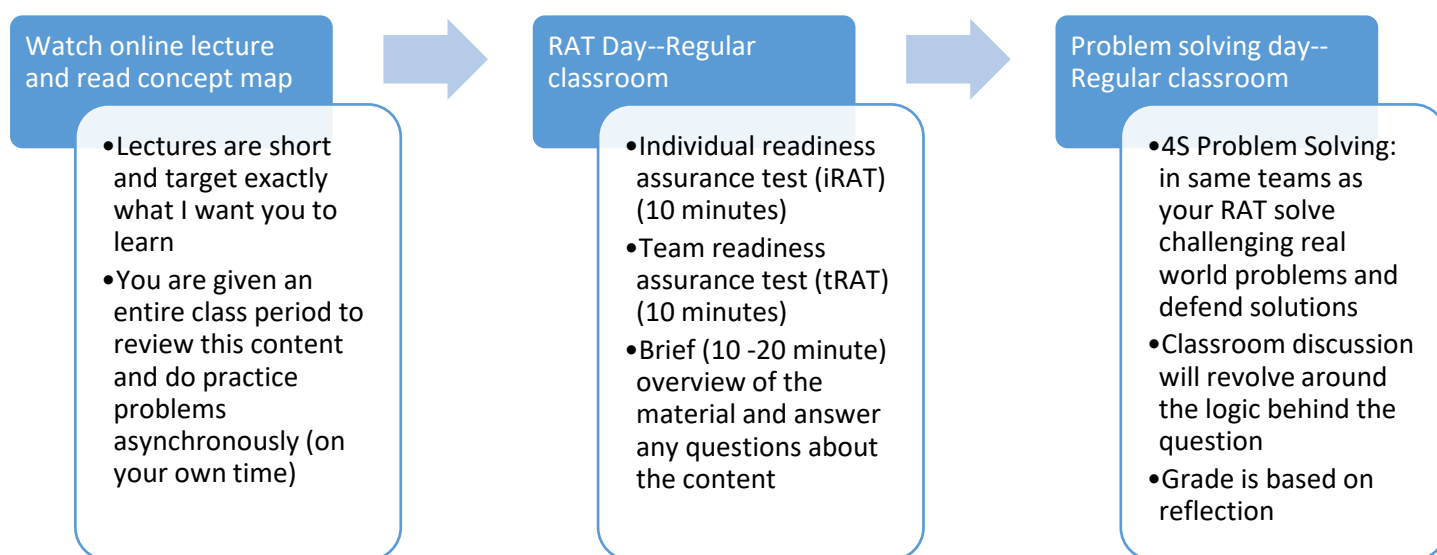 Watch online lecture
and read concept map
•Lectures are short
and target exactly
what I want you to
learn
•You are given an
entire class period to
review this content
and do practice
problems
asynchronously (on
your own time)
RAT Day--Regular
classroom
•Individual readiness
assurance test (iRAT)
(10 minutes)
•Team readiness
assurance test (tRAT)
(10 minutes)
•Brief (10 -20 minute)
overview of the
material and answer
any questions about
the content
Problem solving day--
Regular classroom
•4S Problem Solving:
in same teams as
your RAT solve
challenging real
world problems and
defend solutions
•Classroom discussion
will revolve around
the logic behind the
question
•Grade is based on
reflection